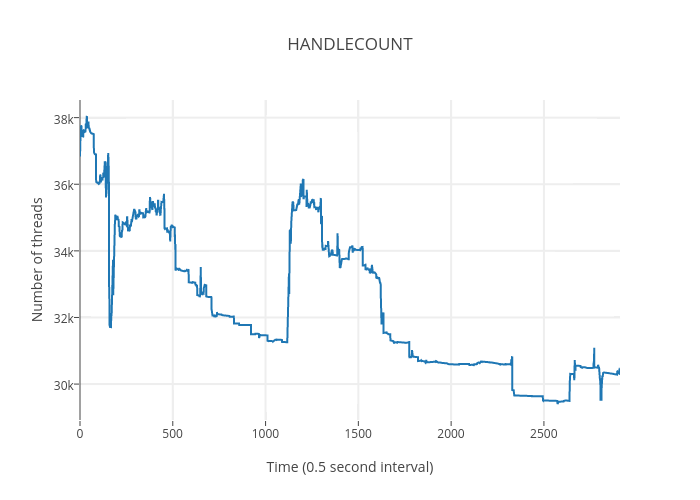 HANDLECOUNT
38k
36k
34k
32k
30k
Number of threads
0 500 1000 1500 2000 2500
Time (0.5 second interval)